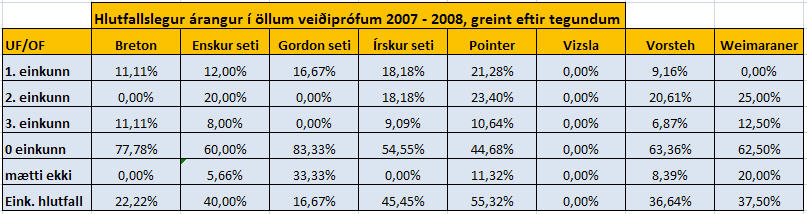 Hlutfallslegur árangur í öllum veiðiprófum 2007 - 2008, greint eftir tegundum
UF/OF Breton Enskur seti Gordon seti Írskur seti Pointer Vizsla Vorsteh Weimaraner
1. einkunn 11,11% 12,00% 16,67% 18,18% 21,28% 0,00% 9,16% 0,00%
2. einkunn 0,00% 20,00% 0,00% 18,18% 23,40% 0,00% 20,61% 25,00%
3. einkunn 11,11% 8,00% 0,00% 9,09% 10,64% 0,00% 6,87% 12,50%
0 einkunn 77,78% 60,00% 83,33% 54,55% 44,68% 0,00% 63,36% 62,50%
mætti ekki 0,00% 5,66% 33,33% 0,00% 11,32% 0,00% 8,39% 20,00%
Eink. hlutfall 22,22% 40,00% 16,67% 45,45% 55,32% 0,00% 36,64% 37,50%